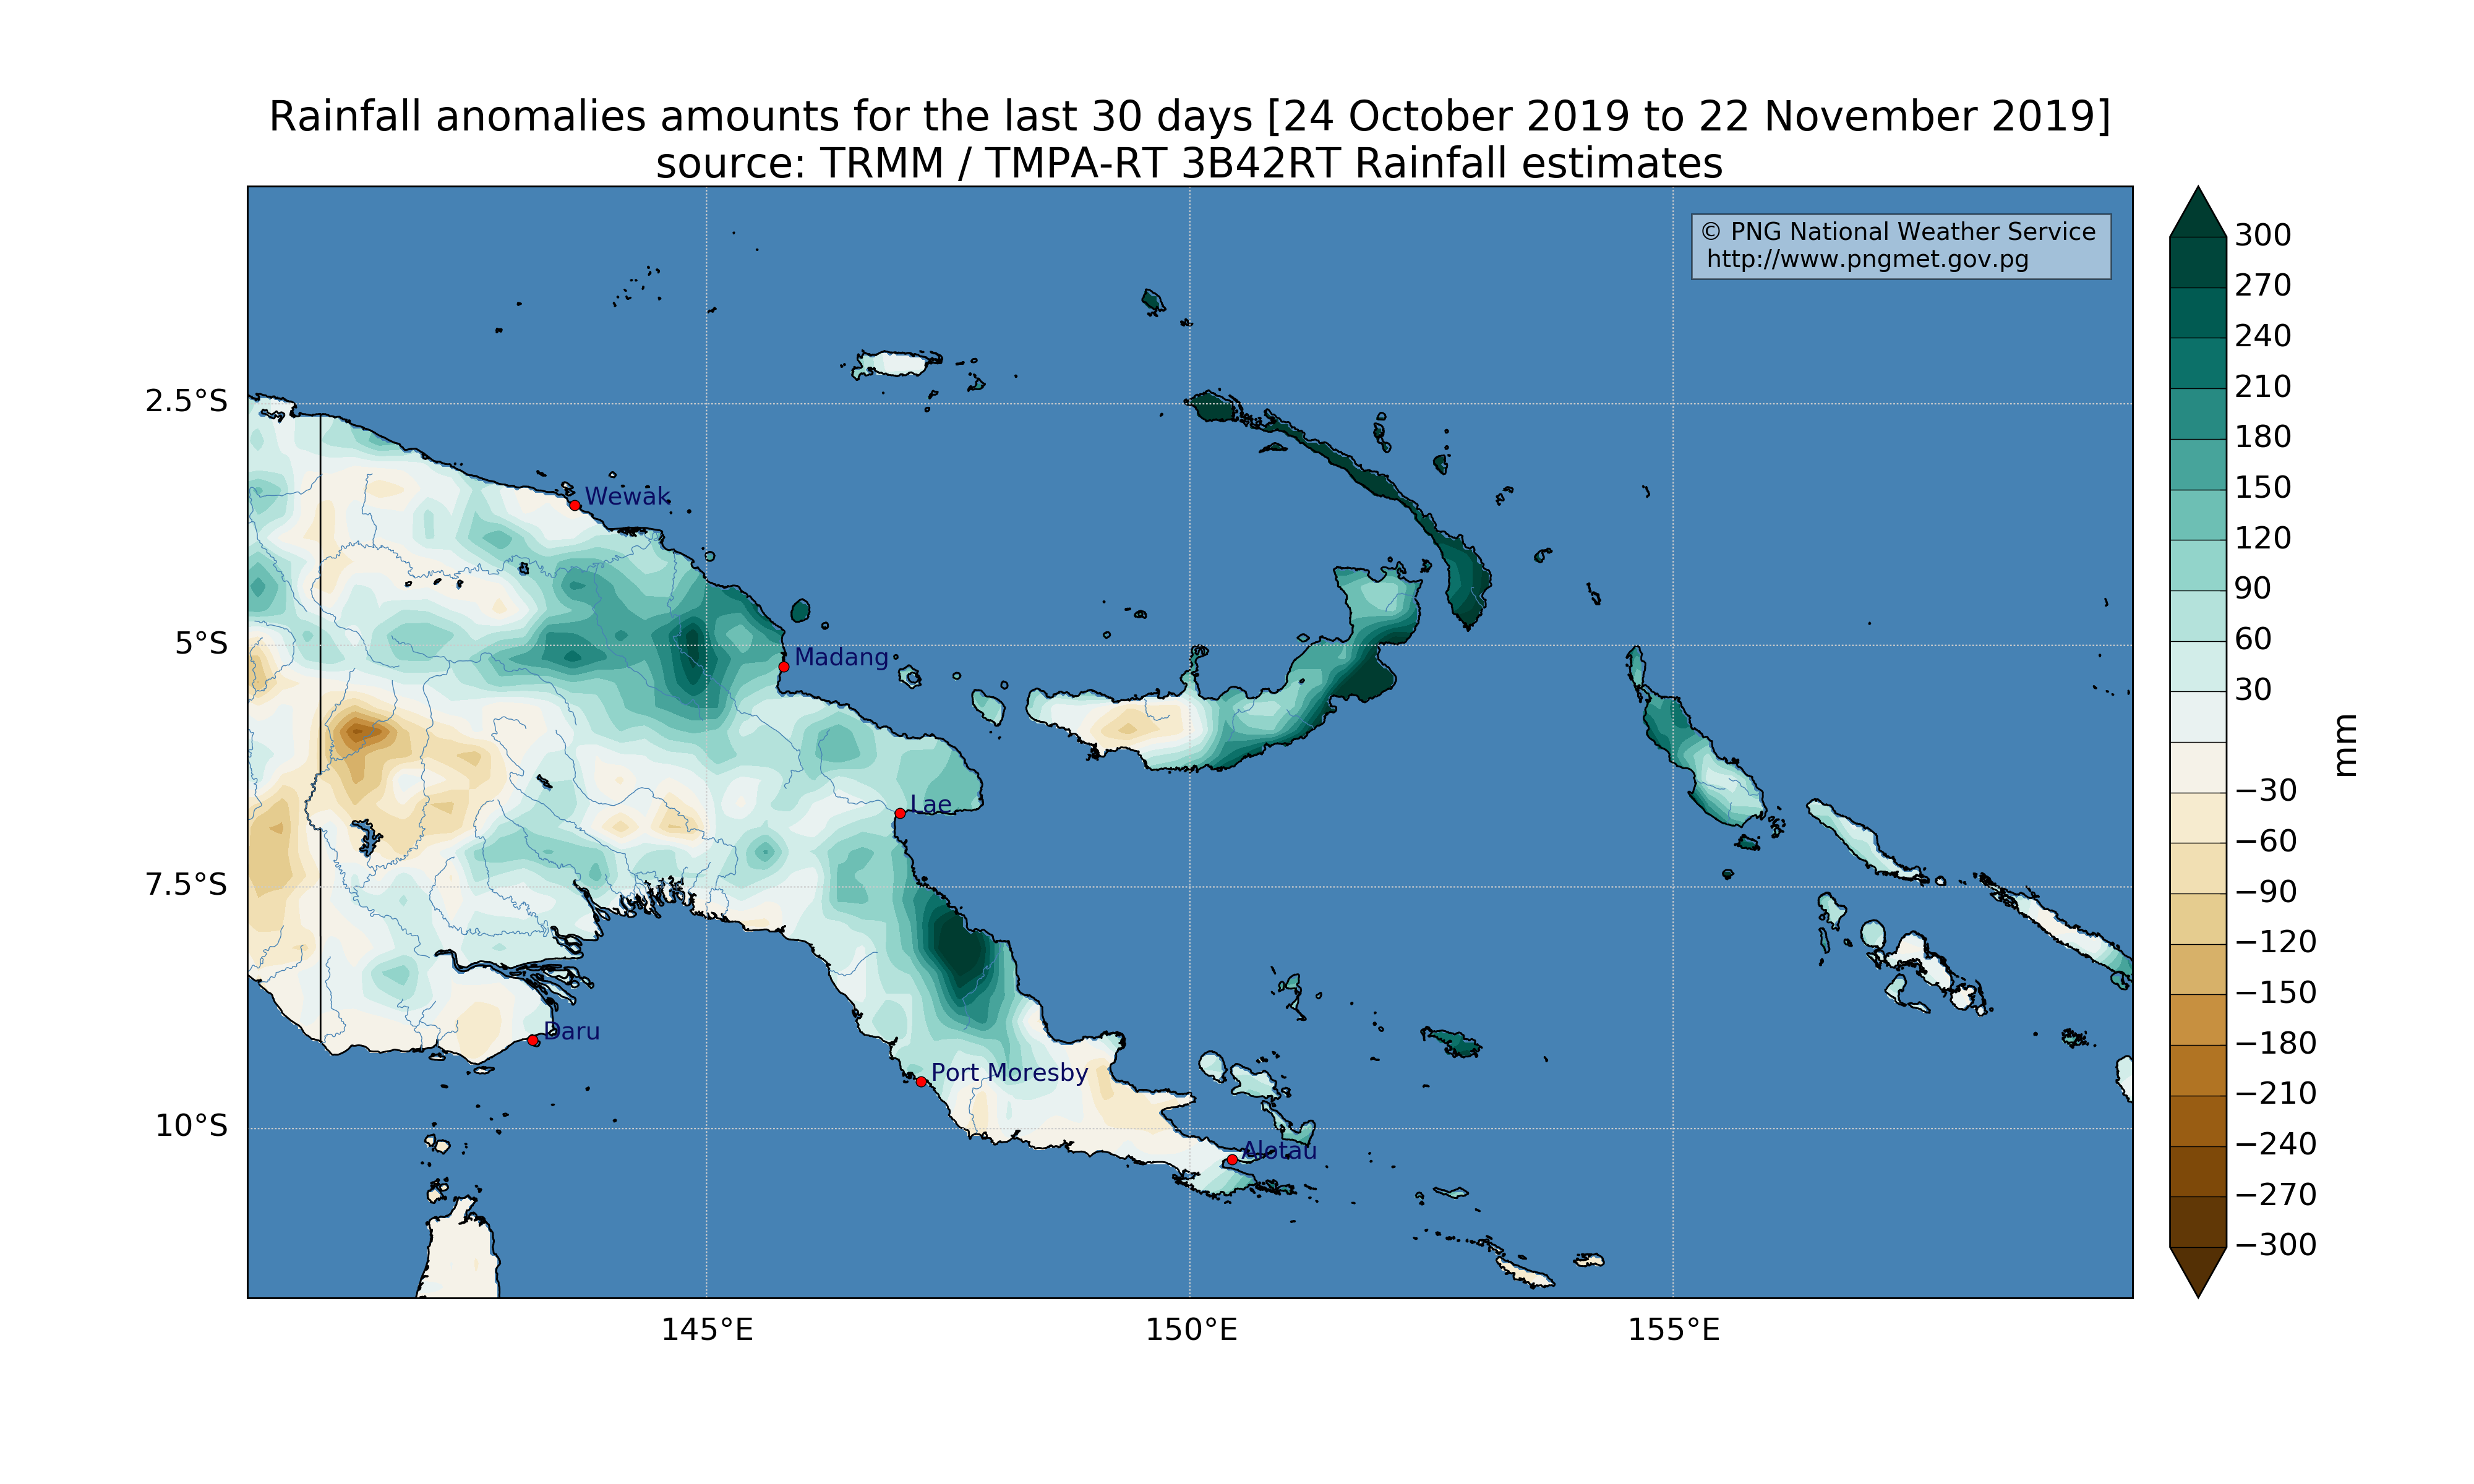 Rainfall anomalies amounts for the last 30 days [24 October 2019 to 22 November 2019]
source: TRMM / TMPA-RT 3B42RT Rainfall estimates
© PNG National Weather Service
http://www.pngmet.gov.pg
2.5°S
5°S
7.5°S
10°S
145°E
150°E
155°E
Wewak
Madang
Lae
Daru
Port Moresby
Alotau
300
270
240
210
180
150
120
90
60
30
−30
−60
−90
−120
−150
−180
−210
−240
−270
−300
mm